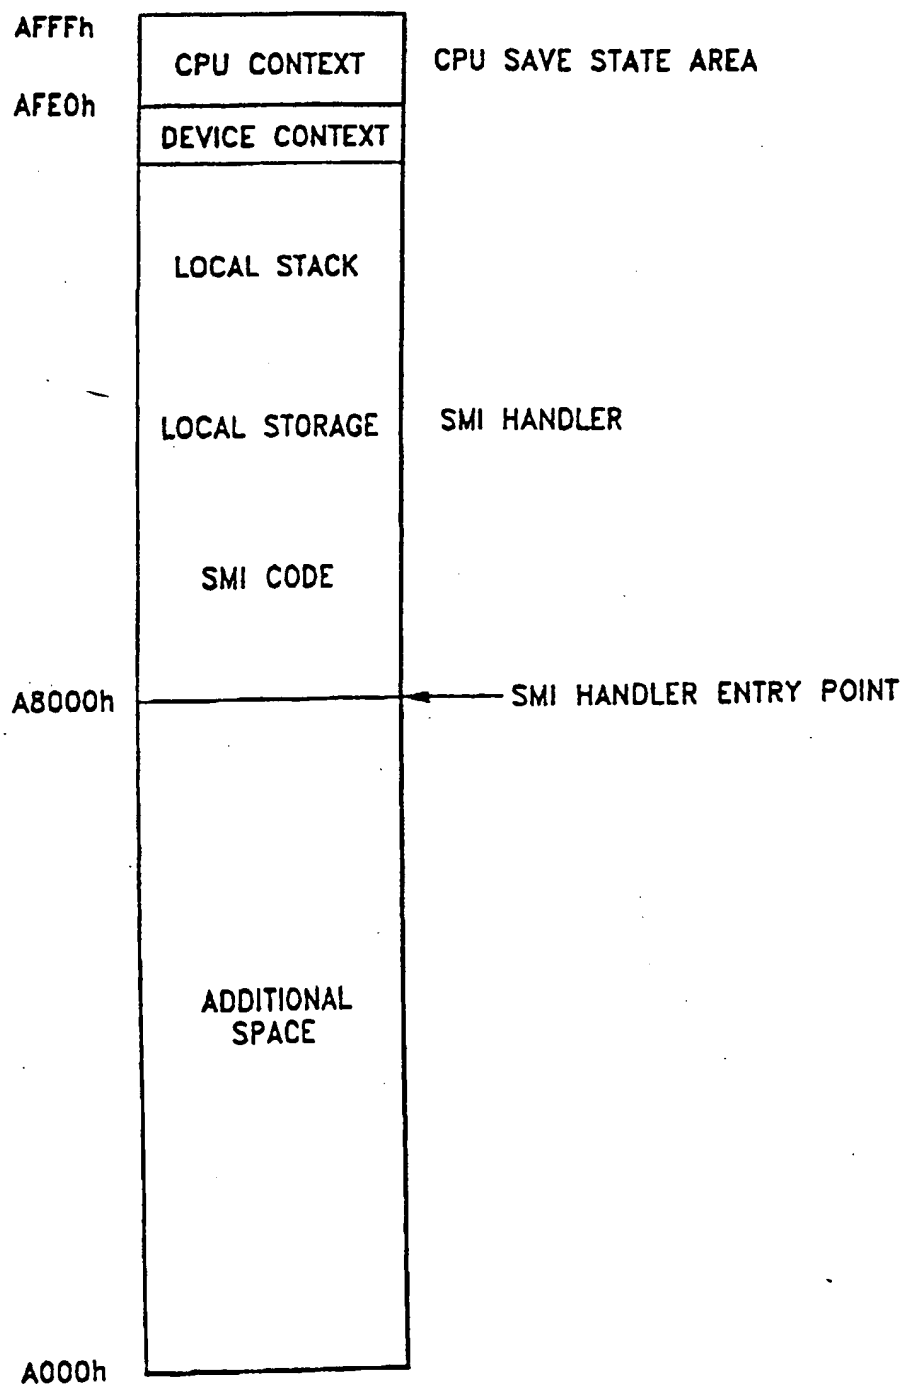 AFFFh
CPU CONTEXT CPU SAVE STATE AREA
AFE0h
DEVICE CONTEXT
LOCAL STACK
LOCAL STORAGE SMI HANDLER
SMI CODE
A8000h SMI HANDLER ENTRY POINT
ADDITIONAL
SPACE
A000h